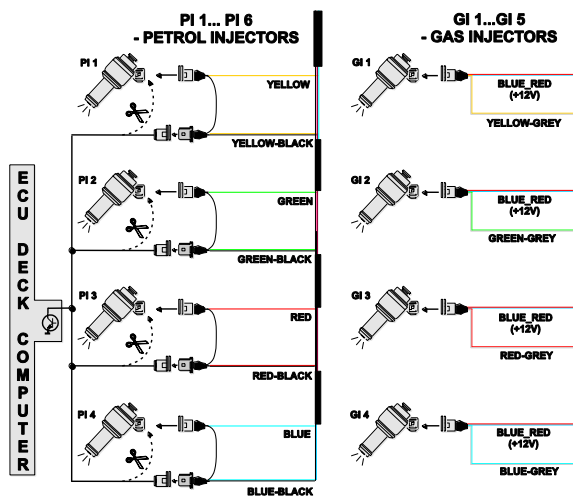 PI 1... PI 6
- PETROL INJECTORS
GI 1...GI 5
- GAS INJECTORS
PI 1
YELLOW
YELLOW-BLACK
GI 1
BLUE_RED
(+12V)
YELLOW-GREY
PI 2
GREEN
GREEN-BLACK
GI 2
BLUE_RED
(+12V)
GREEN-GREY
PI 3
RED
RED-BLACK
GI 3
BLUE_RED
(+12V)
RED-GREY
PI 4
BLUE
BLUE-BLACK
GI 4
BLUE_RED
(+12V)
BLUE-GREY
ECU DECK COMPUTER